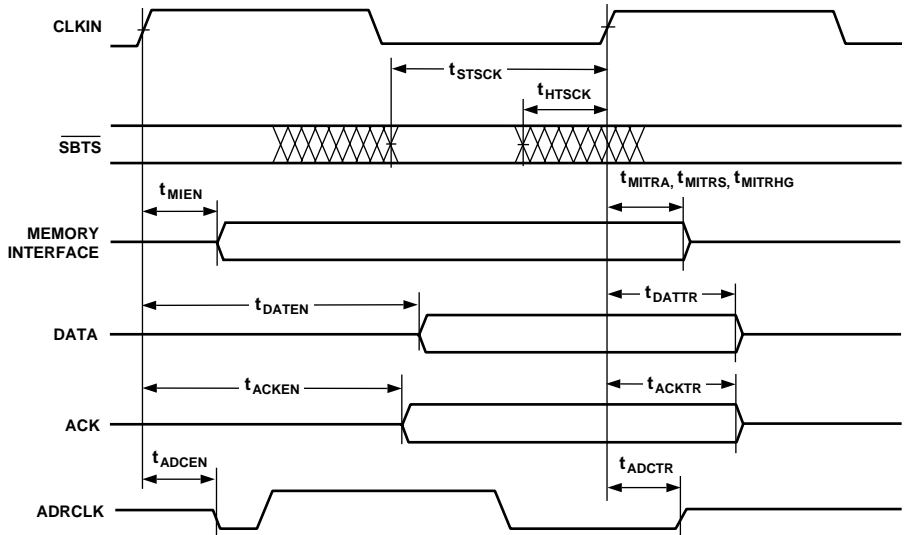 CLKIN
tSTSCK
tHTSCK
SBTS
tMITRA, tMITRS, tMITRHG
tMIEN
MEMORY
INTERFACE
tDATEN
tDATTR
DATA
tACKEN
tACKTR
ACK
tADCEN
tADCTR
ADRCLK